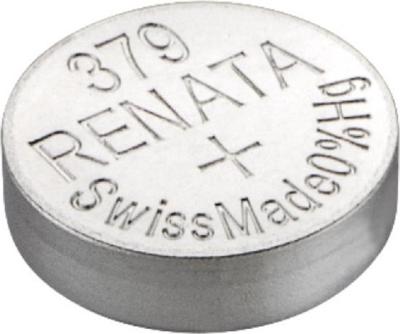 379
RENATA
+
SwissMade0%Hg